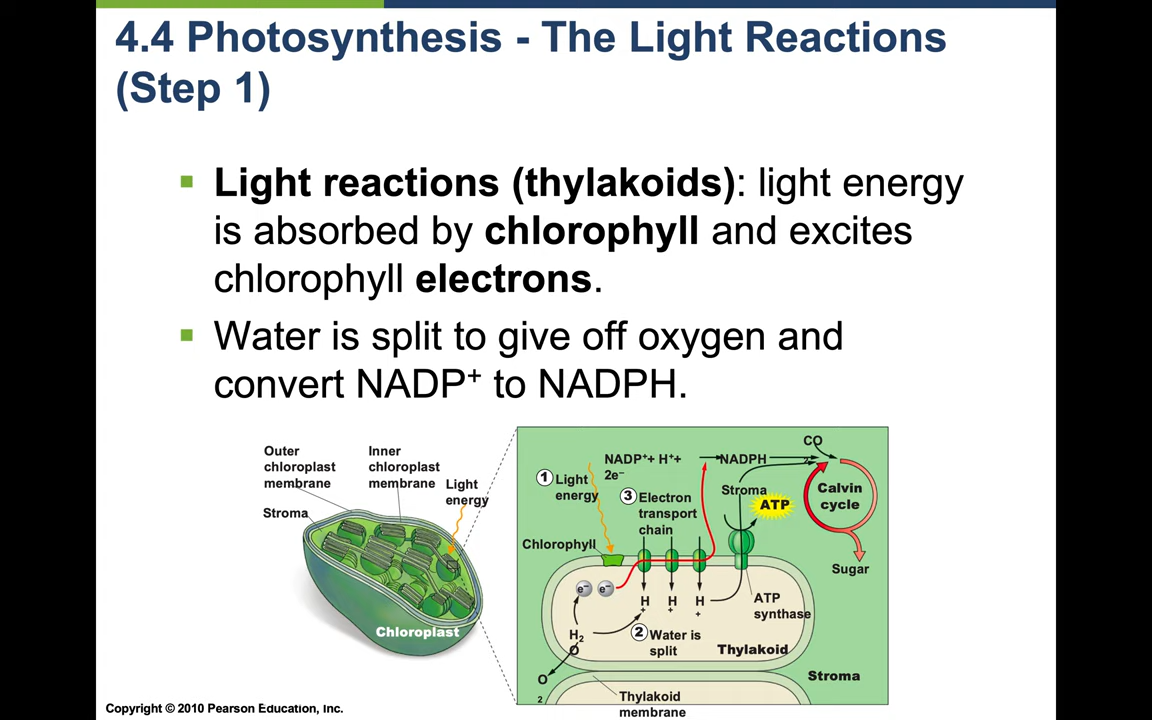 4.4 Photosynthesis - The Light Reactions
(Step 1)
▪ Light reactions (thylakoids): light energy
is absorbed by chlorophyll and excites
chlorophyll electrons.
▪ Water is split to give off oxygen and
convert NADP⁺ to NADPH.
Outer
chloroplast
membrane
Inner
chloroplast
membrane
Light
energy
Stroma
Chloroplast
1 Light
energy
NADP⁺+ H⁺+
2e⁻
NADPH
CO
2
3 Electron
transport
chain
Stroma
ATP
Calvin
cycle
Chlorophyll
Sugar
e⁻ e⁻
H
+
H
+
H
+
ATP
synthase
H₂
O
2 Water is
split
Thylakoid
O
2
Stroma
Thylakoid
membrane
Copyright © 2010 Pearson Education, Inc.